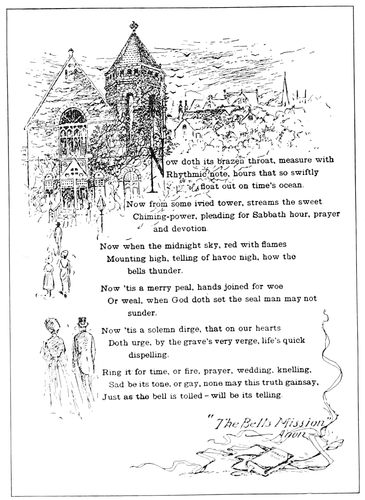 Now doth its brazen throat, measure with
Rhythmic note, hours that so swiftly
float out on time's ocean.
Now from some ivied tower, streams the sweet
Chiming-power, pleading for Sabbath hour, prayer
and devotion
Now when the midnight sky, red with flames
Mounting high, telling of havoc nigh, how the
bells thunder.
Now 'tis a merry peal, hands joined for woe
Or weal, when God doth set the seal man may not
sunder.
Now 'tis a solemn dirge, that on our hearts
Doth urge, by the grave's very verge, life's quick
dispelling.
Ring it for time, or fire, prayer, wedding, knelling,
Sad be its tone, or gay, none may this truth gainsay,
Just as the bell is tolled - will be its telling.
"The Bells Mission"
Anon